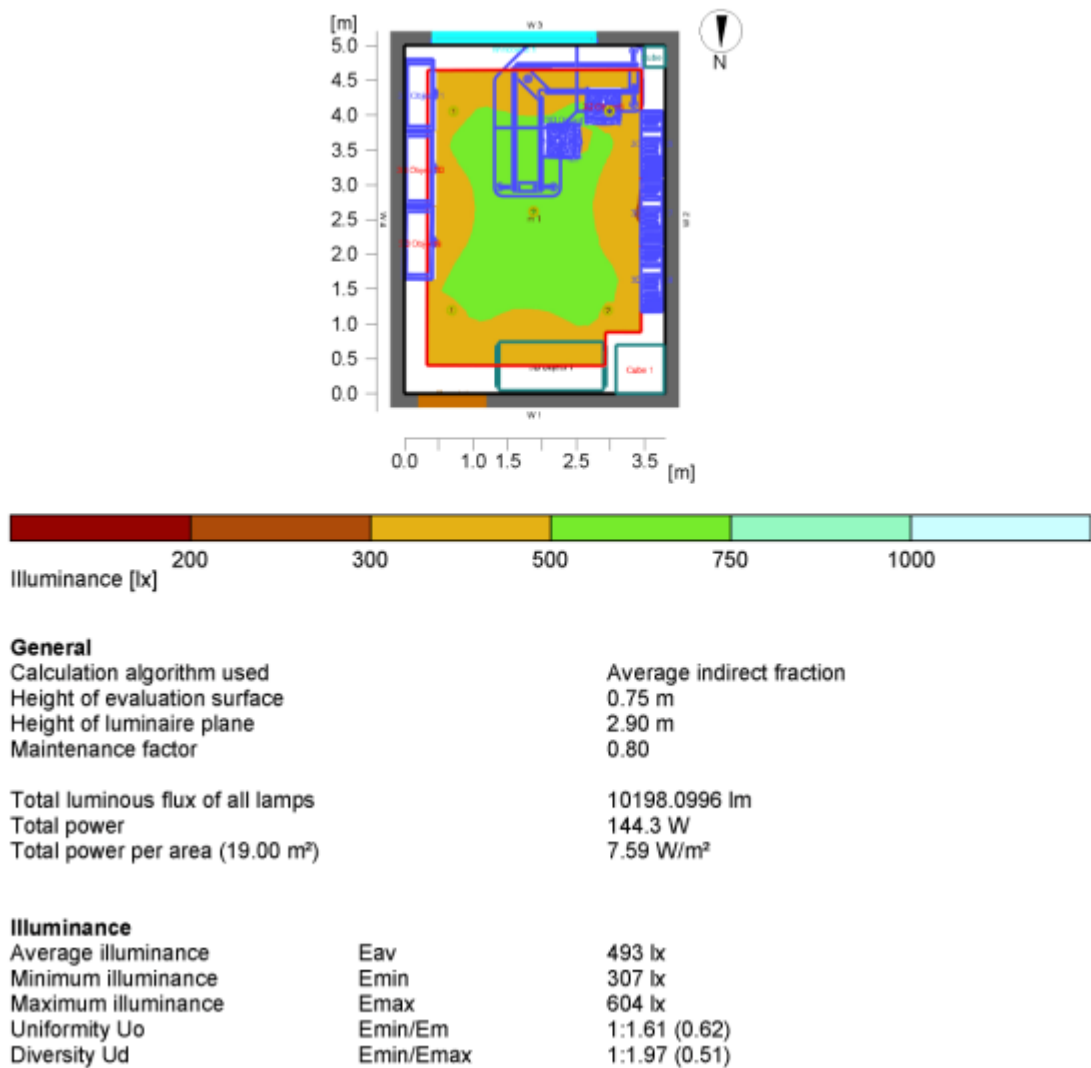 [m]
W 3
5.0
N
4.5
4.0
3.5
3.0
2.5
2.0
1.5
1.0
0.5
Cube 1
0.0
W 1
0.0 1.0 1.5 2.5 3.5
[m]
200 300 500 750 1000
Illuminance [lx]
General
Calculation algorithm used Average indirect fraction
Height of evaluation surface 0.75 m
Height of luminaire plane 2.90 m
Maintenance factor 0.80
Total luminous flux of all lamps 10198.0996 lm
Total power 144.3 W
Total power per area (19.00 m²) 7.59 W/m²
Illuminance
Average illuminance Eav 493 lx
Minimum illuminance Emin 307 lx
Maximum illuminance Emax 604 lx
Uniformity Uo Emin/Em 1:1.61 (0.62)
Diversity Ud Emin/Emax 1:1.97 (0.51)